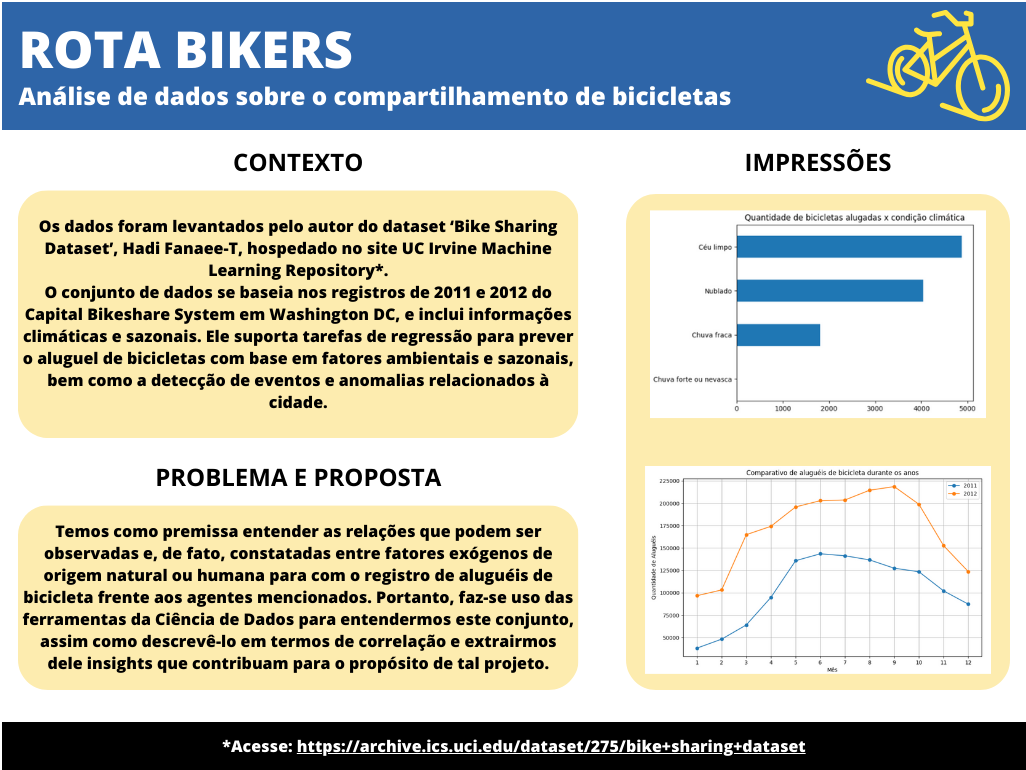 ROTA BIKERS
Análise de dados sobre o compartilhamento de bicicletas
CONTEXTO
Os dados foram levantados pelo autor do dataset ‘Bike Sharing
Dataset’, Hadi Fanaee-T, hospedado no site UC Irvine Machine
Learning Repository*.
O conjunto de dados se baseia nos registros de 2011 e 2012 do
Capital Bikeshare System em Washington DC, e inclui informações
climáticas e sazonais. Ele suporta tarefas de regressão para prever
o aluguel de bicicletas com base em fatores ambientais e sazonais,
bem como a detecção de eventos e anomalias relacionados à
cidade.
PROBLEMA E PROPOSTA
Temos como premissa entender as relações que podem ser
observadas e, de fato, constatadas entre fatores exógenos de
origem natural ou humana para com o registro de aluguéis de
bicicleta frente aos agentes mencionados. Portanto, faz-se uso das
ferramentas da Ciência de Dados para entendermos este conjunto,
assim como descrevê-lo em termos de correlação e extrairmos
dele insights que contribuam para o propósito de tal projeto.
IMPRESSÕES
Quantidade de bicicletas alugadas x condição climática
Céu limpo
Nublado
Chuva fraca
Chuva forte ou nevasca
0 1000 2000 3000 4000 5000
Comparativo de aluguéis de bicicleta durante os anos
2011
2012
Quantidade de Aluguéis
225000
200000
175000
150000
125000
100000
75000
50000
1 2 3 4 5 6 7 8 9 10 11 12
Mês
*Acesse: https://archive.ics.uci.edu/dataset/275/bike+sharing+dataset